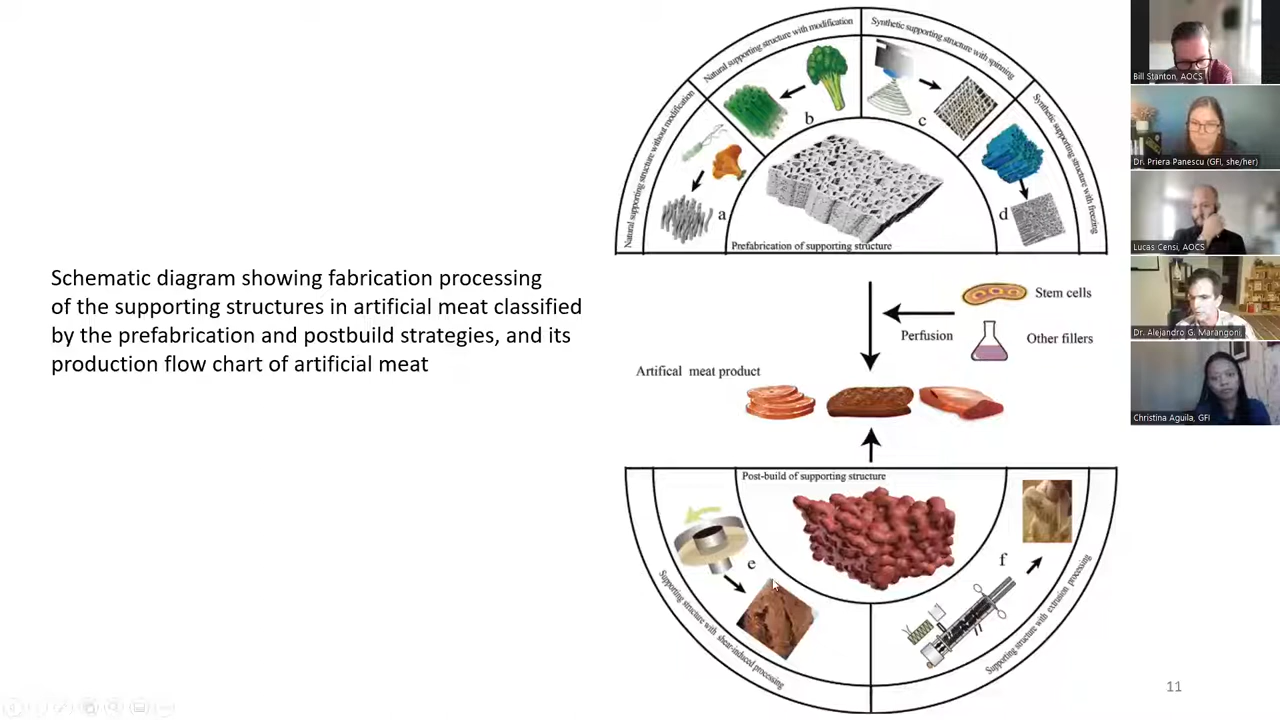 Schematic diagram showing fabrication processing
of the supporting structures in artificial meat classified
by the prefabrication and postbuild strategies, and its
production flow chart of artificial meat
Natural supporting structure without modification
Natural supporting structure with modification
Synthetic supporting structure with spinning
Synthetic supporting structure with freezing
a
b
c
d
Prefabrication of supporting structure
Stem cells
Perfusion
Other fillers
Artifical meat product
Post-build of supporting structure
e
f
Supporting structure with shear-induced processing
Supporting structure with extrusion processing
11
Bill Stanton, AOCS
Dr. Priera Panescu (GFI, she/her)
Lucas Censi, AOCS
Dr. Alejandro G. Marangoni,
Christina Aguila, GFI